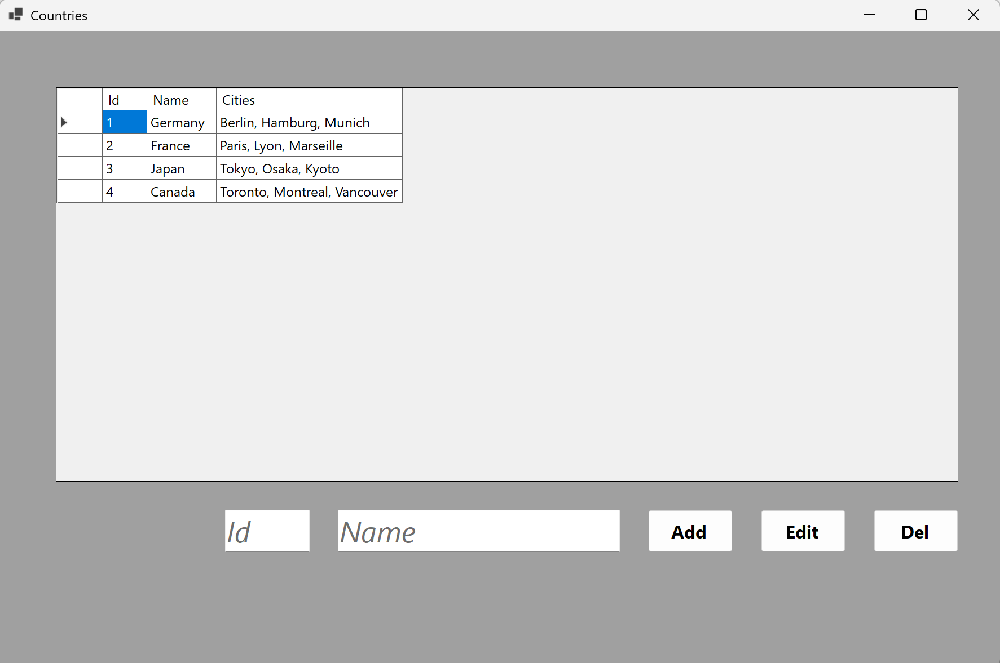 Countries
Id Name Cities
1 Germany Berlin, Hamburg, Munich
2 France Paris, Lyon, Marseille
3 Japan Tokyo, Osaka, Kyoto
4 Canada Toronto, Montreal, Vancouver
Id Name Add Edit Del